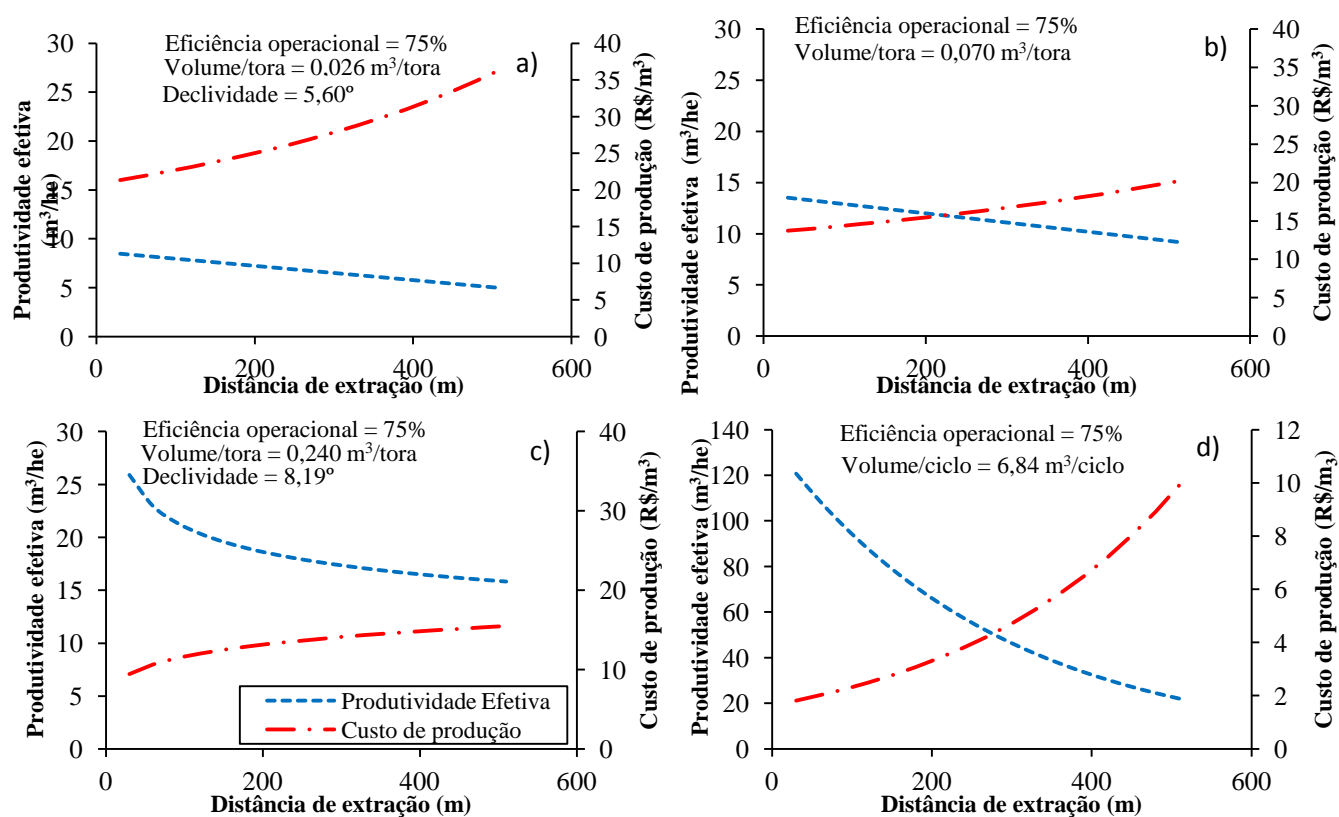 Eficiência operacional = 75%
Volume/tora = 0,026 m³/tora
Declividade = 5,60º
a)
Produtividade efetiva
(m³/he)
30
25
20
15
10
5
0
0
200
400
600
40
35
30
25
20
15
10
5
0
Custo de produção (R$/m³)
Distância de extração (m)
Eficiência operacional = 75%
Volume/tora = 0,070 m³/tora
b)
Produtividade efetiva (m³/he)
30
25
20
15
10
5
0
0
200
400
600
40
35
30
25
20
15
10
5
0
Custo de produção (R$/m³)
Distância de extração (m)
Eficiência operacional = 75%
Volume/tora = 0,240 m³/tora
Declividade = 8,19º
c)
Produtividade efetiva (m³/he)
30
25
20
15
10
5
0
0
200
400
600
40
30
20
10
0
Custo de produção (R$/m³)
Produtividade Efetiva
Custo de produção
Distância de extração (m)
Eficiência operacional = 75%
Volume/ciclo = 6,84 m³/ciclo
d)
Produtividade efetiva (m³/he)
140
120
100
80
60
40
20
0
0
200
400
600
12
10
8
6
4
2
0
Custo de produção (R$/m₃)
Distância de extração (m)